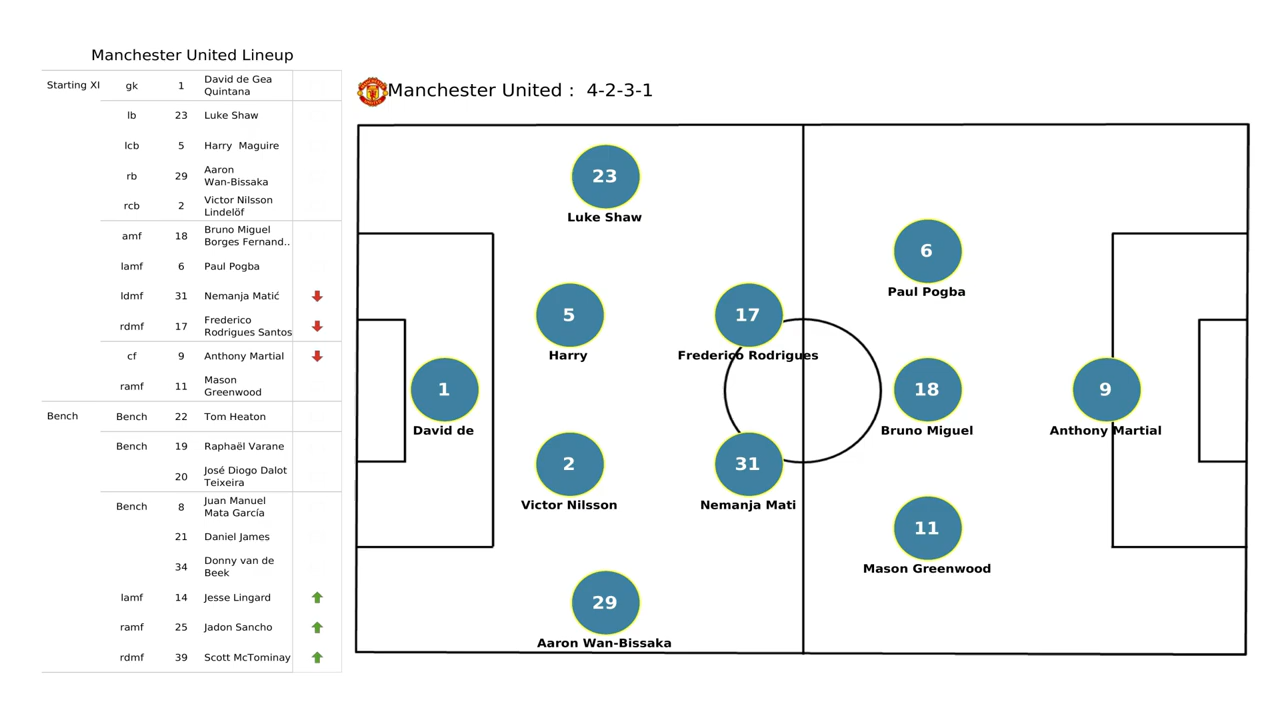 Manchester United Lineup
Starting XI gk 1 David de Gea
Quintana
lb 23 Luke Shaw
lcb 5 Harry  Maguire
rb 29 Aaron
Wan-Bissaka
rcb 2 Victor Nilsson
Lindelöf
amf 18 Bruno Miguel
Borges Fernand..
lamf 6 Paul Pogba
ldmf 31 Nemanja Matić
rdmf 17 Frederico
Rodrigues Santos
cf 9 Anthony Martial
ramf 11 Mason
Greenwood
Bench Bench 22 Tom Heaton
Bench 19 Raphaël Varane
20 José Diogo Dalot
Teixeira
Bench 8 Juan Manuel
Mata García
21 Daniel James
34 Donny van de
Beek
lamf 14 Jesse Lingard
ramf 25 Jadon Sancho
rdmf 39 Scott McTominay
Manchester United :  4-2-3-1
23
Luke Shaw
6
Paul Pogba
5
Harry
17
Frederico Rodrigues
1
David de
18
Bruno Miguel
9
Anthony Martial
2
Victor Nilsson
31
Nemanja Mati
11
Mason Greenwood
29
Aaron Wan-Bissaka